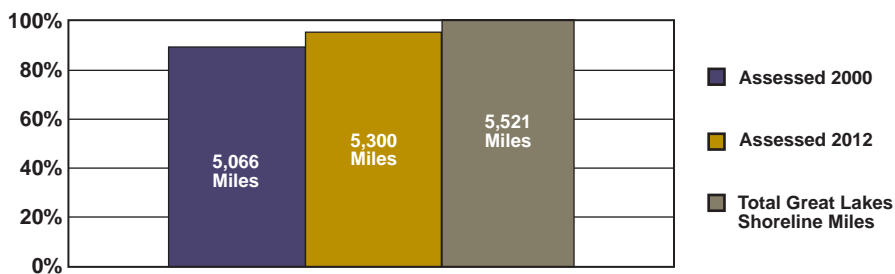 100%
80%
60%
40%
20%
0%
5,066
Miles
5,300
Miles
5,521
Miles
Assessed 2000
Assessed 2012
Total Great Lakes
Shoreline Miles